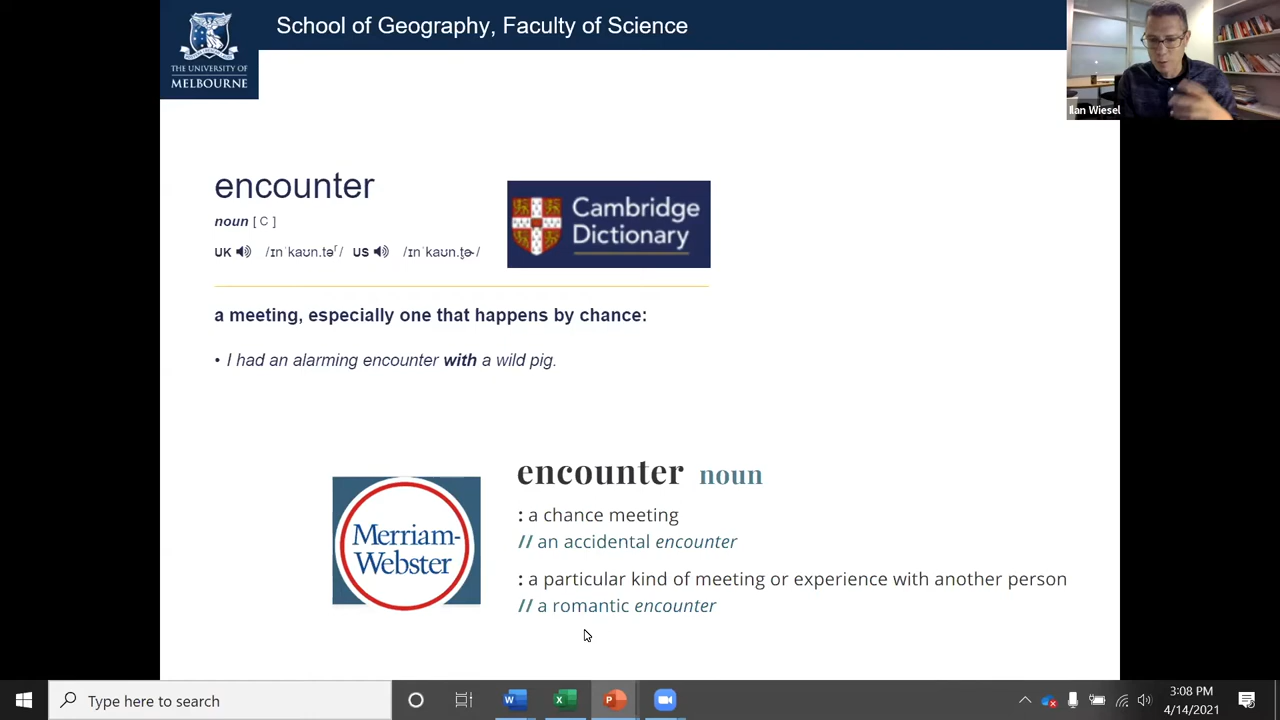 School of Geography, Faculty of Science
THE UNIVERSITY OF
MELBOURNE
Ilan Wiesel
encounter
noun [ C ]
UK /ɪnˈkaʊn.təʳ/ US /ɪnˈkaʊn.t̬ɚ/
Cambridge
Dictionary
a meeting, especially one that happens by chance:
• I had an alarming encounter with a wild pig.
Merriam-
Webster
encounter noun
: a chance meeting
// an accidental encounter
: a particular kind of meeting or experience with another person
// a romantic encounter
Type here to search
3:08 PM
4/14/2021